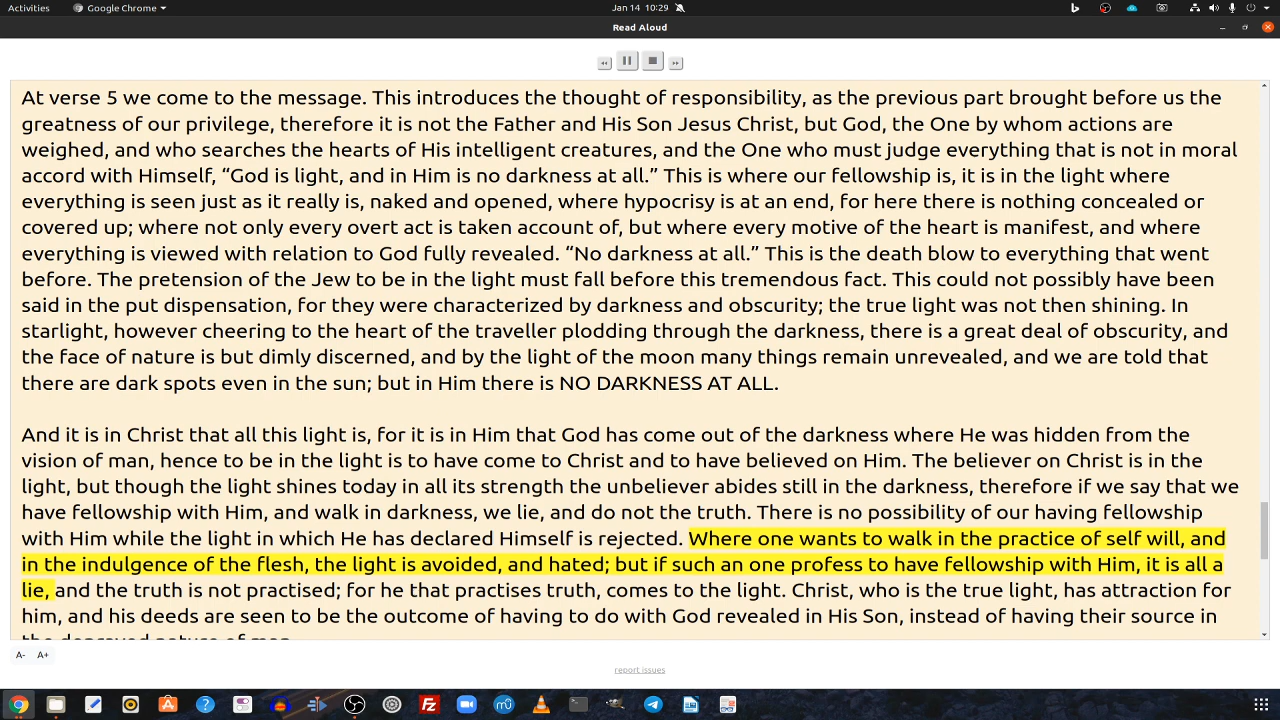 Activities
Google Chrome
Jan 14 10:29
Read Aloud
At verse 5 we come to the message. This introduces the thought of responsibility, as the previous part brought before us the
greatness of our privilege, therefore it is not the Father and His Son Jesus Christ, but God, the One by whom actions are
weighed, and who searches the hearts of His intelligent creatures, and the One who must judge everything that is not in moral
accord with Himself, “God is light, and in Him is no darkness at all.” This is where our fellowship is, it is in the light where
everything is seen just as it really is, naked and opened, where hypocrisy is at an end, for here there is nothing concealed or
covered up; where not only every overt act is taken account of, but where every motive of the heart is manifest, and where
everything is viewed with relation to God fully revealed. “No darkness at all.” This is the death blow to everything that went
before. The pretension of the Jew to be in the light must fall before this tremendous fact. This could not possibly have been
said in the put dispensation, for they were characterized by darkness and obscurity; the true light was not then shining. In
starlight, however cheering to the heart of the traveller plodding through the darkness, there is a great deal of obscurity, and
the face of nature is but dimly discerned, and by the light of the moon many things remain unrevealed, and we are told that
there are dark spots even in the sun; but in Him there is NO DARKNESS AT ALL.
And it is in Christ that all this light is, for it is in Him that God has come out of the darkness where He was hidden from the
vision of man, hence to be in the light is to have come to Christ and to have believed on Him. The believer on Christ is in the
light, but though the light shines today in all its strength the unbeliever abides still in the darkness, therefore if we say that we
have fellowship with Him, and walk in darkness, we lie, and do not the truth. There is no possibility of our having fellowship
with Him while the light in which He has declared Himself is rejected. Where one wants to walk in the practice of self will, and
in the indulgence of the flesh, the light is avoided, and hated; but if such an one profess to have fellowship with Him, it is all a
lie, and the truth is not practised; for he that practises truth, comes to the light. Christ, who is the true light, has attraction for
him, and his deeds are seen to be the outcome of having to do with God revealed in His Son, instead of having their source in
the depraved nature of man.
A- A+
report issues